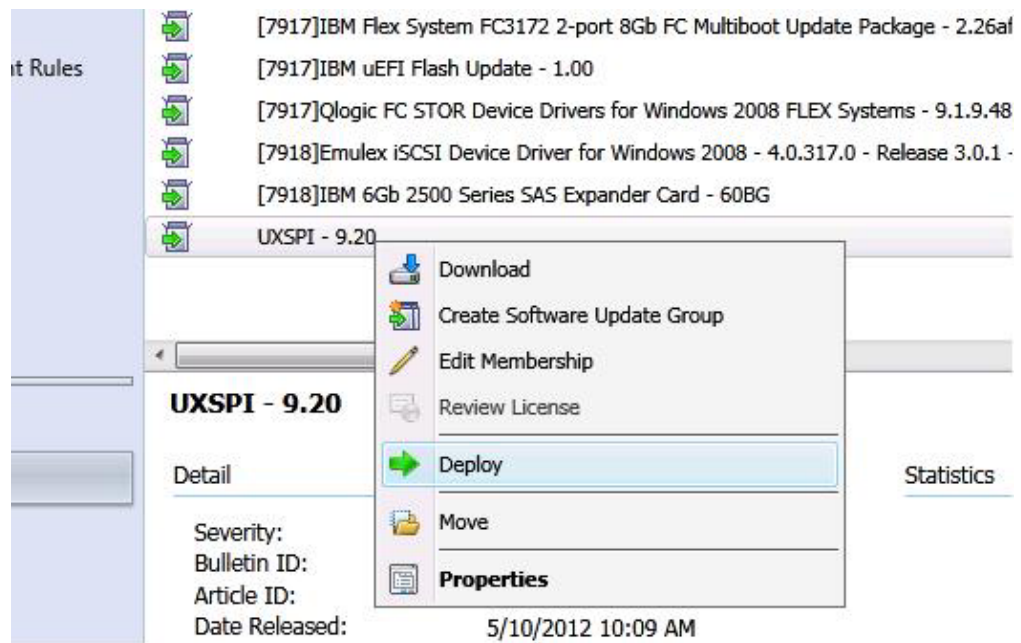 [7917]IBM Flex System FC3172 2-port 8Gb FC Multiboot Update Package - 2.26af
nt Rules
[7917]IBM uEFI Flash Update - 1.00
[7917]Qlogic FC STOR Device Drivers for Windows 2008 FLEX Systems - 9.1.9.48
[7918]Emulex iSCSI Device Driver for Windows 2008 - 4.0.317.0 - Release 3.0.1 -
[7918]IBM 6Gb 2500 Series SAS Expander Card - 60BG
UXSPI - 9.20
Download
Create Software Update Group
Edit Membership
Review License
Deploy
Move
Properties
UXSPI - 9.20
Detail
Statistics
Severity:
Bulletin ID:
Article ID:
Date Released: 5/10/2012 10:09 AM